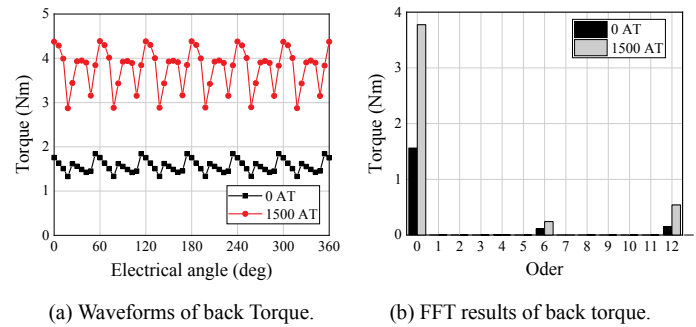 5
4
3
2
1
0
Torque (Nm)
0 AT
1500 AT
0 60 120 180 240 300 360
Electrical angle (deg)
(a) Waveforms of back Torque.
4
3
2
1
0
Torque (Nm)
0 AT
1500 AT
0 1 2 3 4 5 6 7 8 9 10 11 12
Oder
(b) FFT results of back torque.